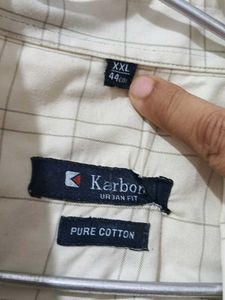 XXL
44
Karbon
URBAN FIT
PURE COTTON